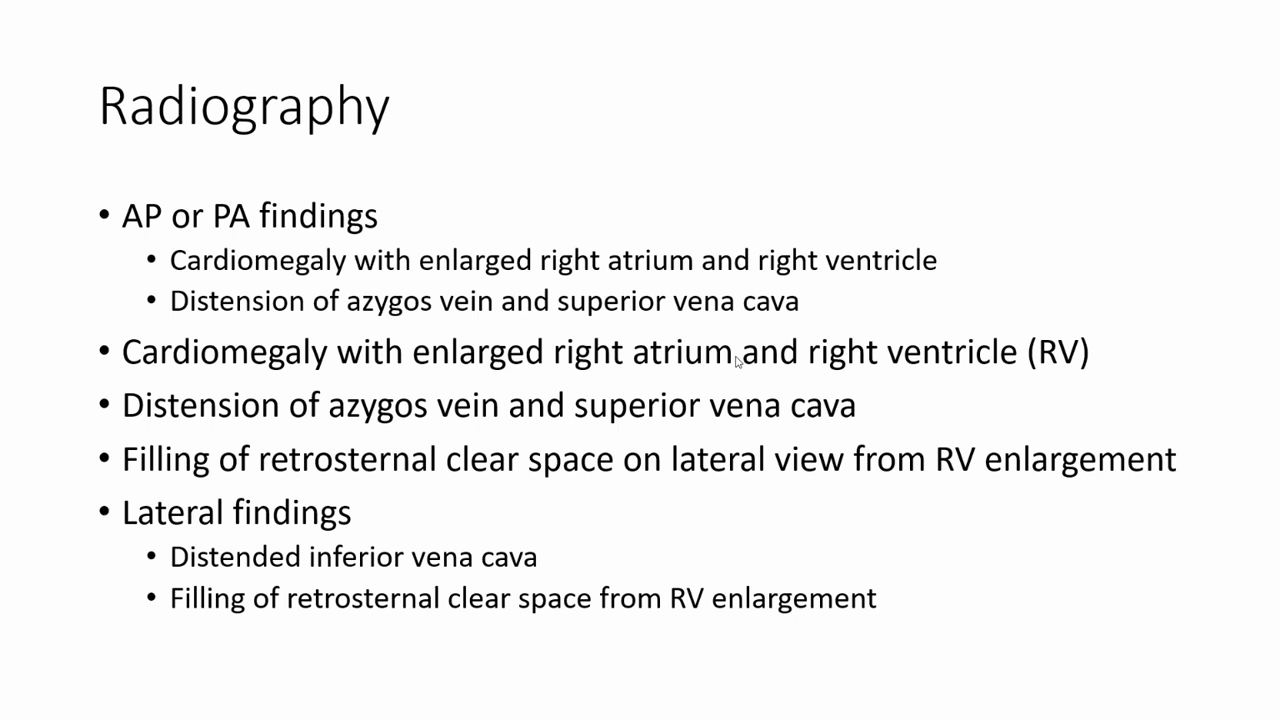 Radiography
• AP or PA findings
• Cardiomegaly with enlarged right atrium and right ventricle
• Distension of azygos vein and superior vena cava
• Cardiomegaly with enlarged right atrium and right ventricle (RV)
• Distension of azygos vein and superior vena cava
• Filling of retrosternal clear space on lateral view from RV enlargement
• Lateral findings
• Distended inferior vena cava
• Filling of retrosternal clear space from RV enlargement